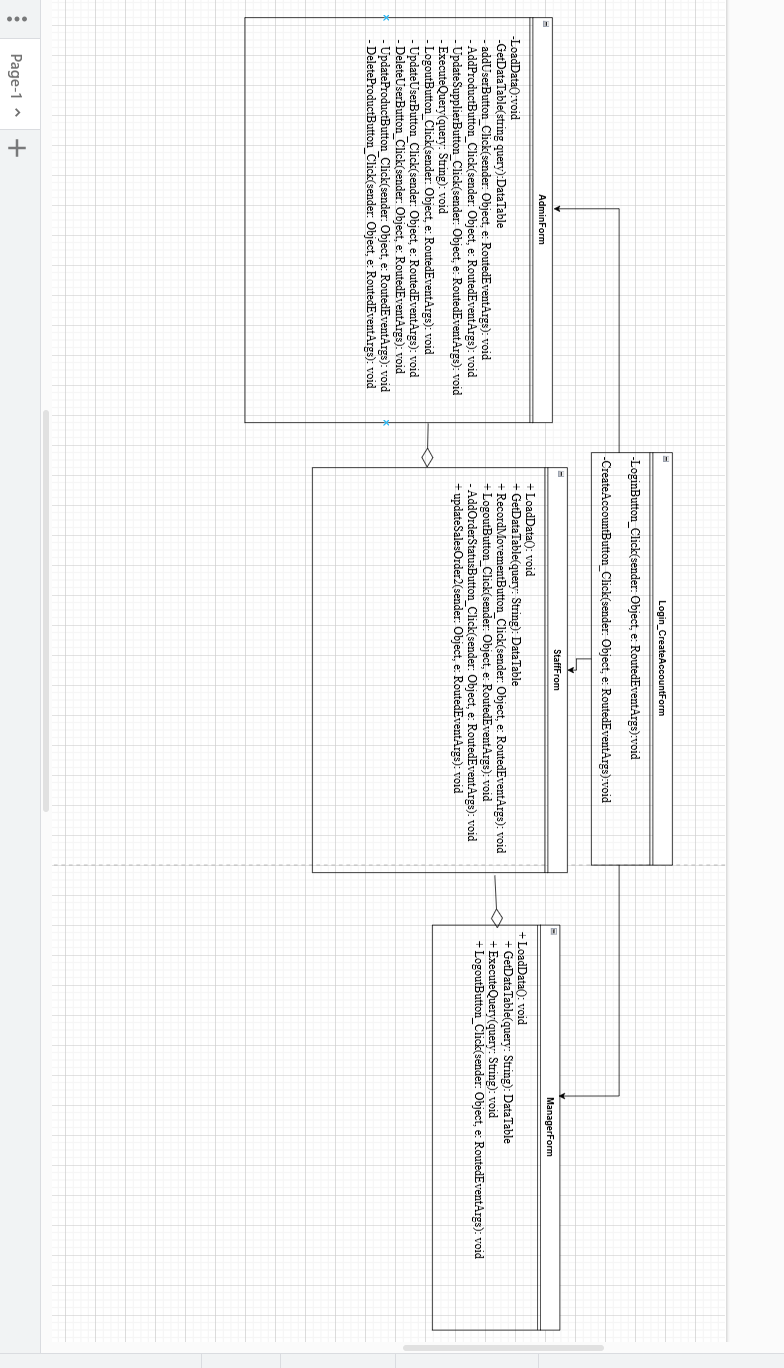 Login_CreateAccountForm
-LoginButton_Click(sender: Object, e: RoutedEventArgs):void
-CreateAccountButton_Click(sender: Object, e: RoutedEventArgs):void
AdminForm
-LoadData():void
-GetDataTable(string query):DataTable
- addUserButton_Click(sender: Object, e: RoutedEventArgs): void
- AddProductButton_Click(sender: Object, e: RoutedEventArgs): void
- UpdateSupplierButton_Click(sender: Object, e: RoutedEventArgs): void
- ExecuteQuery(query: String): void
- LogoutButton_Click(sender: Object, e: RoutedEventArgs): void
- UpdateUserButton_Click(sender: Object, e: RoutedEventArgs): void
- DeleteUserButton_Click(sender: Object, e: RoutedEventArgs): void
- UpdateProductButton_Click(sender: Object, e: RoutedEventArgs): void
- DeleteProductButton_Click(sender: Object, e: RoutedEventArgs): void
StaffFrom
+ LoadData(): void
+ GetDataTable(query: String): DataTable
+ RecordMovementButton_Click(sender: Object, e: RoutedEventArgs): void
+ LogoutButton_Click(sender: Object, e: RoutedEventArgs): void
- AddOrderStatusButton_Click(sender: Object, e: RoutedEventArgs): void
+ updateSalesOrder2(sender: Object, e: RoutedEventArgs): void
ManagerForm
+ LoadData(): void
+ GetDataTable(query: String): DataTable
+ ExecuteQuery(query: String): void
+ LogoutButton_Click(sender: Object, e: RoutedEventArgs): void
Page-1